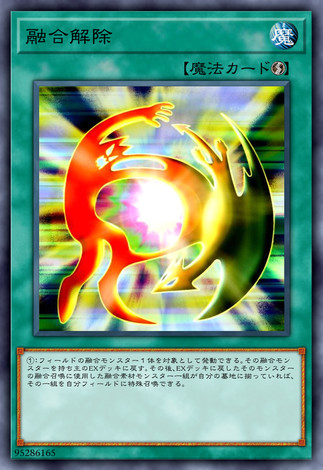 融合解除
魔
【魔法カード】
①:フィールドの融合モンスター1体を対象として発動できる。その融合モン
スターを持ち主のEXデッキに戻す。その後、EXデッキに戻したそのモンスター
の融合召喚に使用した融合素材モンスター一組が自分の墓地に揃っていれば、
その一組を自分フィールドに特殊召喚できる。
95286165